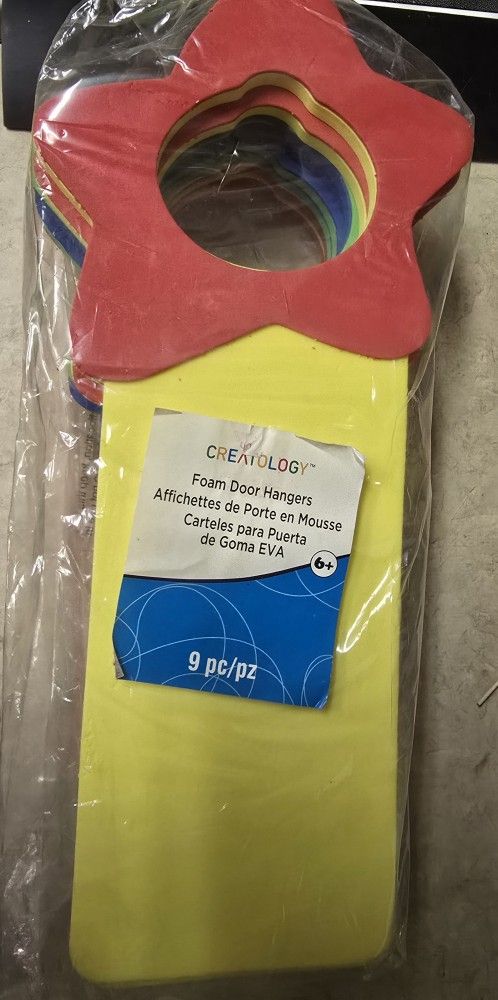 CREATOLOGY™
Foam Door Hangers
Affichettes de Porte en Mousse
Carteles para Puerta
de Goma EVA
6+
9 pc/pz